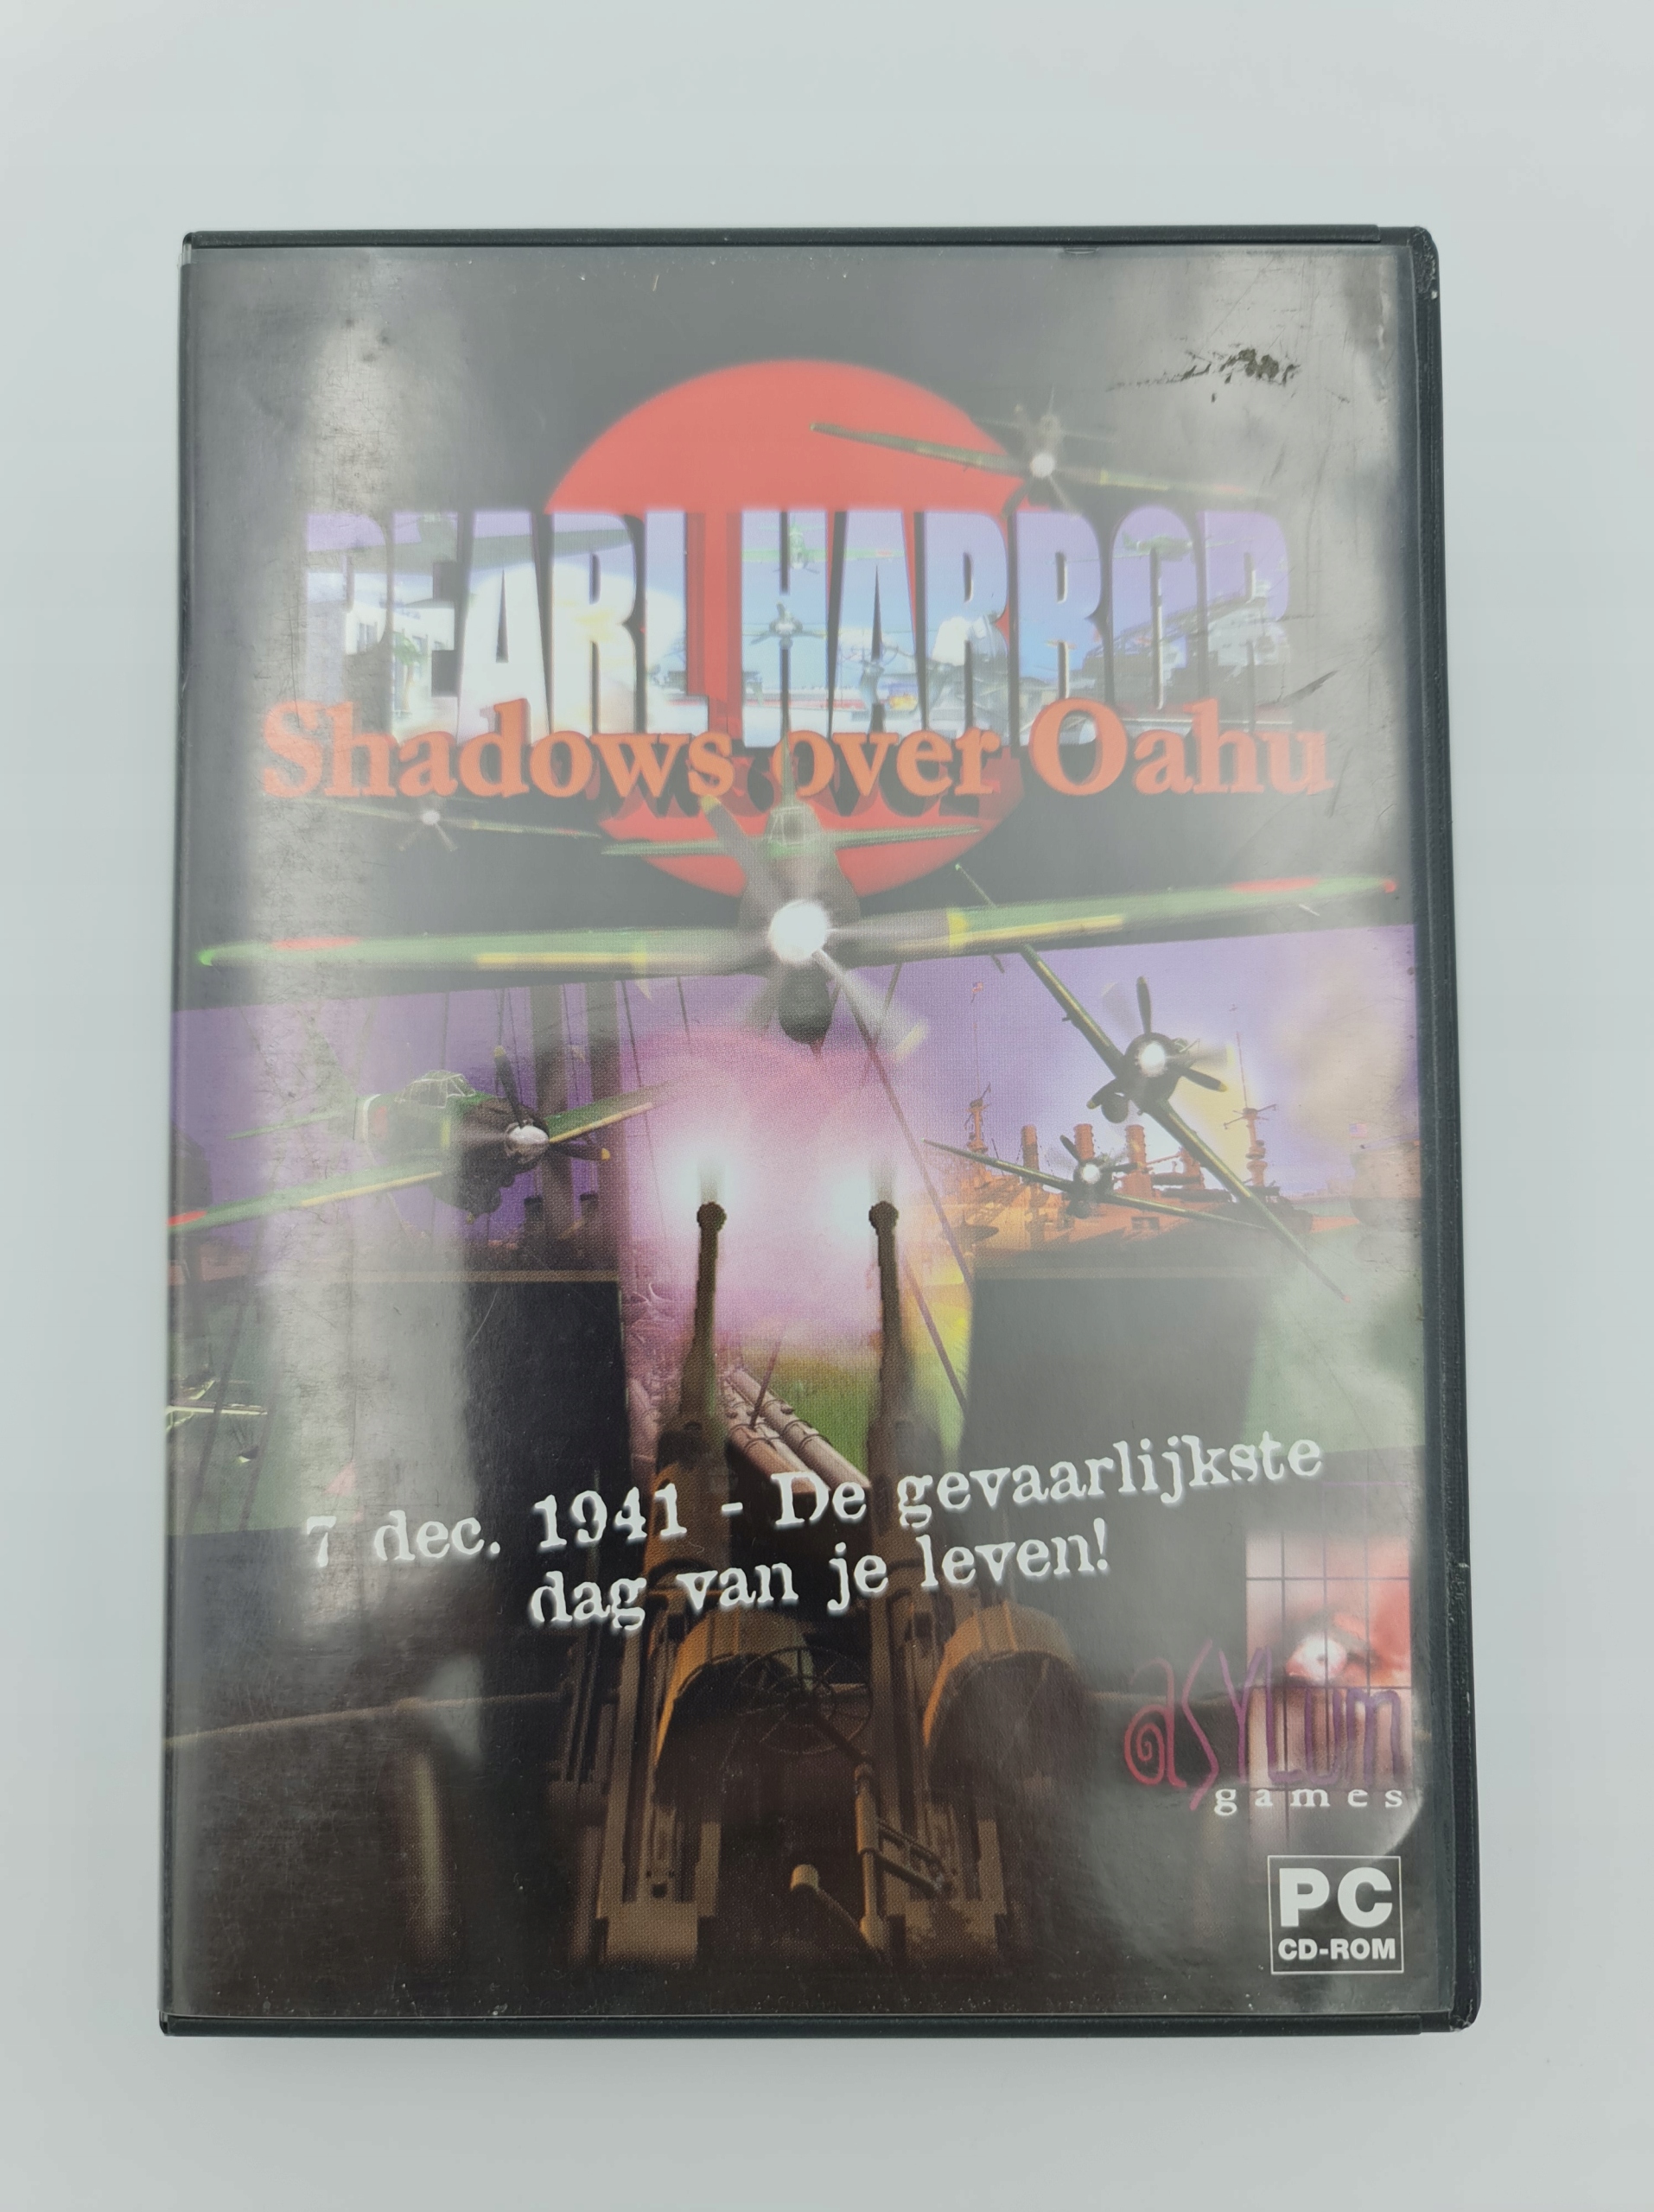 PEARL HARBOR
Shadows over Oahu
7 dec. 1941 - De gevaarlijkste
dag van je leven!
asylum
games
PC
CD-ROM